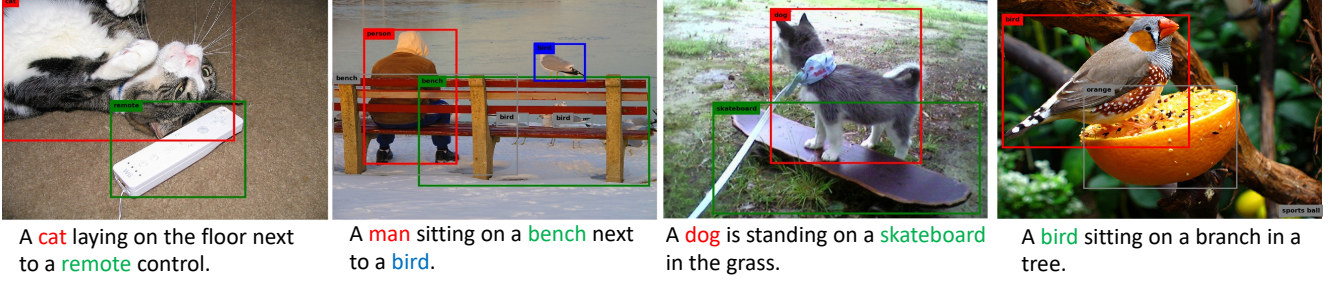 cat
remote
A cat laying on the floor next
to a remote control.
person
bird
bench
bench
bird
bird
A man sitting on a bench next
to a bird.
dog
skateboard
A dog is standing on a skateboard
in the grass.
bird
orange
sports ball
A bird sitting on a branch in a
tree.